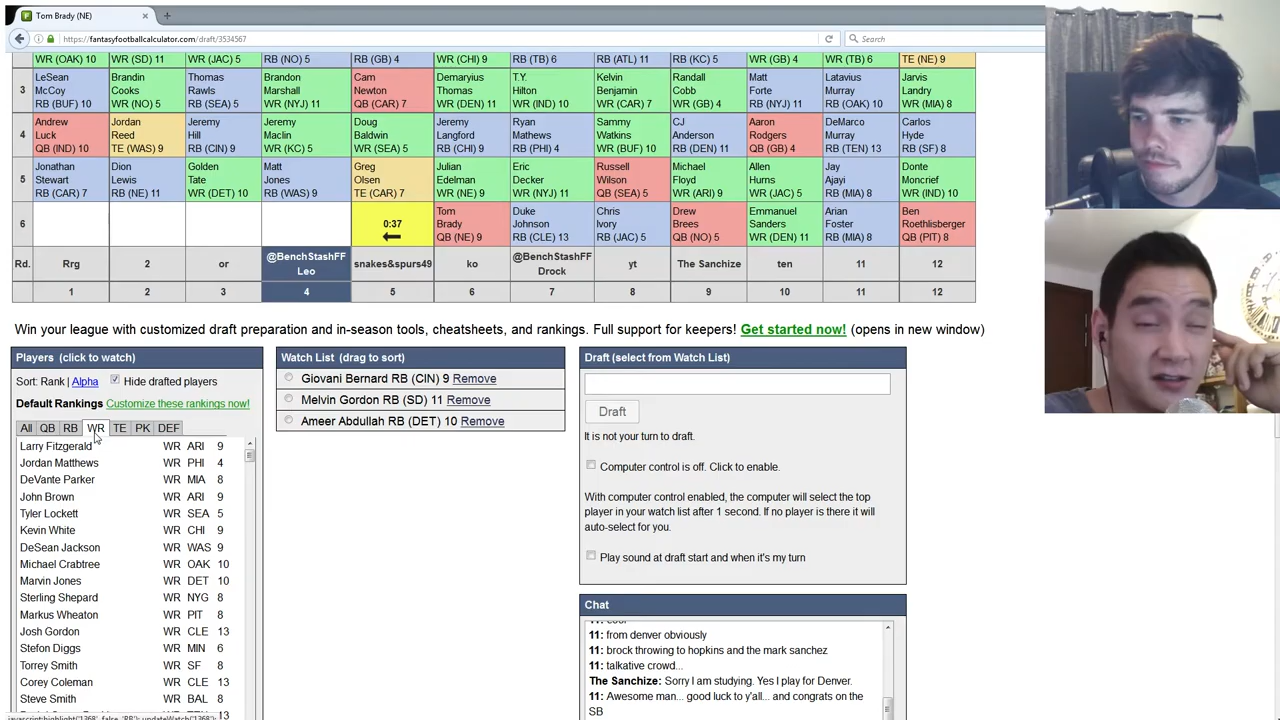 Tom Brady (NE)
https://fantasyfootballcalculator.com/draft/3534567
Search
WR (OAK) 10 WR (SD) 11 WR (JAC) 5 RB (NO) 5 RB (GB) 4 WR (CHI) 9 RB (TB) 6 RB (ATL) 11 RB (KC) 5 WR (GB) 4 WR (TB) 6 TE (NE) 9
3
LeSean Brandin Thomas Brandon Cam Demaryius T.Y. Kelvin Randall Matt Latavius Jarvis
McCoy Cooks Rawls Marshall Newton Thomas Hilton Benjamin Cobb Forte Murray Landry
RB (BUF) 10 WR (NO) 5 RB (SEA) 5 WR (NYJ) 11 QB (CAR) 7 WR (DEN) 11 WR (IND) 10 WR (CAR) 7 WR (GB) 4 RB (NYJ) 11 RB (OAK) 10 WR (MIA) 8
4
Andrew Jordan Jeremy Jeremy Doug Jeremy Ryan Sammy CJ Aaron DeMarco Carlos
Luck Reed Hill Maclin Baldwin Langford Mathews Watkins Anderson Rodgers Murray Hyde
QB (IND) 10 TE (WAS) 9 RB (CIN) 9 WR (KC) 5 WR (SEA) 5 RB (CHI) 9 RB (PHI) 4 WR (BUF) 10 RB (DEN) 11 QB (GB) 4 RB (TEN) 13 RB (SF) 8
5
Jonathan Dion Golden Matt Greg Julian Eric Russell Michael Allen Jay Donte
Stewart Lewis Tate Jones Olsen Edelman Decker Wilson Floyd Hurns Ajayi Moncrief
RB (CAR) 7 RB (NE) 11 WR (DET) 10 RB (WAS) 9 TE (CAR) 7 WR (NE) 9 WR (NYJ) 11 QB (SEA) 5 WR (ARI) 9 WR (JAC) 5 RB (MIA) 8 WR (IND) 10
6
Tom Duke Chris Drew Emmanuel Arian Ben
0:37 Brady Johnson Ivory Brees Sanders Foster Roethlisberger
QB (NE) 9 RB (CLE) 13 RB (JAC) 5 QB (NO) 5 WR (DEN) 11 RB (MIA) 8 QB (PIT) 8
Rd. Rrg 2 or @BenchStashFF Leo snakes&spurs49 ko @BenchStashFF Drock yt The Sanchize ten 11 12
1 2 3 4 5 6 7 8 9 10 11 12
Win your league with customized draft preparation and in-season tools, cheatsheets, and rankings. Full support for keepers! Get started now! (opens in new window)
Players (click to watch)
Sort: Rank | Alpha Hide drafted players
Default Rankings Customize these rankings now!
All QB RB WR TE PK DEF
Larry Fitzgerald WR ARI 9
Jordan Matthews WR PHI 4
DeVante Parker WR MIA 8
John Brown WR ARI 9
Tyler Lockett WR SEA 5
Kevin White WR CHI 9
DeSean Jackson WR WAS 9
Michael Crabtree WR OAK 10
Marvin Jones WR DET 10
Sterling Shepard WR NYG 8
Markus Wheaton WR PIT 8
Josh Gordon WR CLE 13
Stefon Diggs WR MIN 6
Torrey Smith WR SF 8
Corey Coleman WR CLE 13
Steve Smith WR BAL 8
Watch List (drag to sort)
Giovani Bernard RB (CIN) 9 Remove
Melvin Gordon RB (SD) 11 Remove
Ameer Abdullah RB (DET) 10 Remove
Draft (select from Watch List)
Draft
It is not your turn to draft.
Computer control is off. Click to enable.
With computer control enabled, the computer will select the top
player in your watch list after 1 second. If no player is there it will
auto-select for you.
Play sound at draft start and when it's my turn
Chat
11: from denver obviously
11: brock throwing to hopkins and the mark sanchez
11: talkative crowd...
The Sanchize: Sorry I am studying. Yes I play for Denver.
11: Awesome man... good luck to y'all... and congrats on the
SB